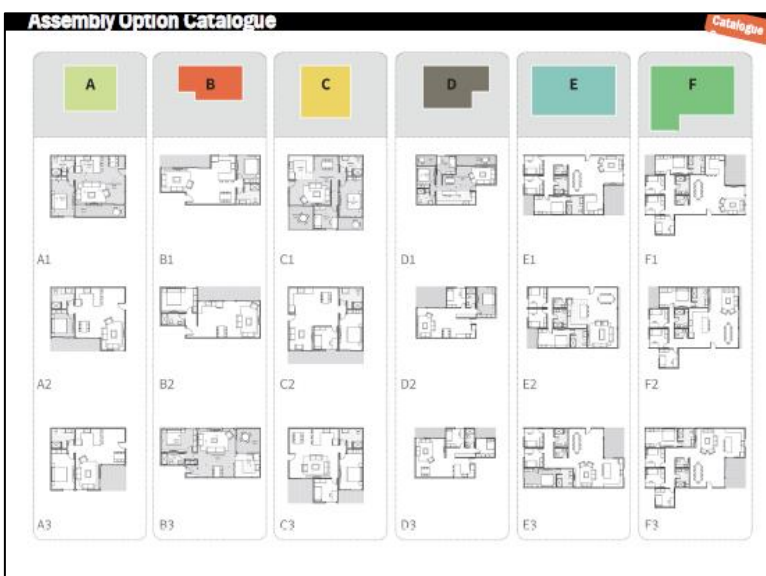 Assembly Option Catalogue
Catalogue
A B C D E F
A1 B1 C1 D1 E1 F1
A2 B2 C2 D2 E2 F2
A3 B3 C3 D3 E3 F3